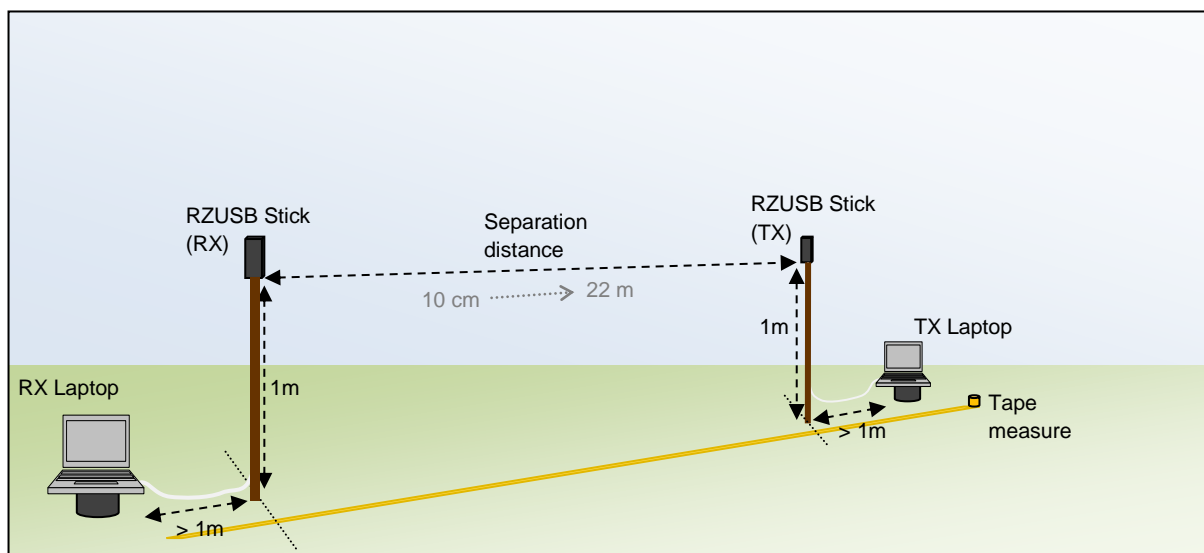 RZUSB Stick
(RX)
Separation
distance
RZUSB Stick
(TX)
10 cm
22 m
1m
TX Laptop
RX Laptop
1m
Tape
measure
> 1m
> 1m